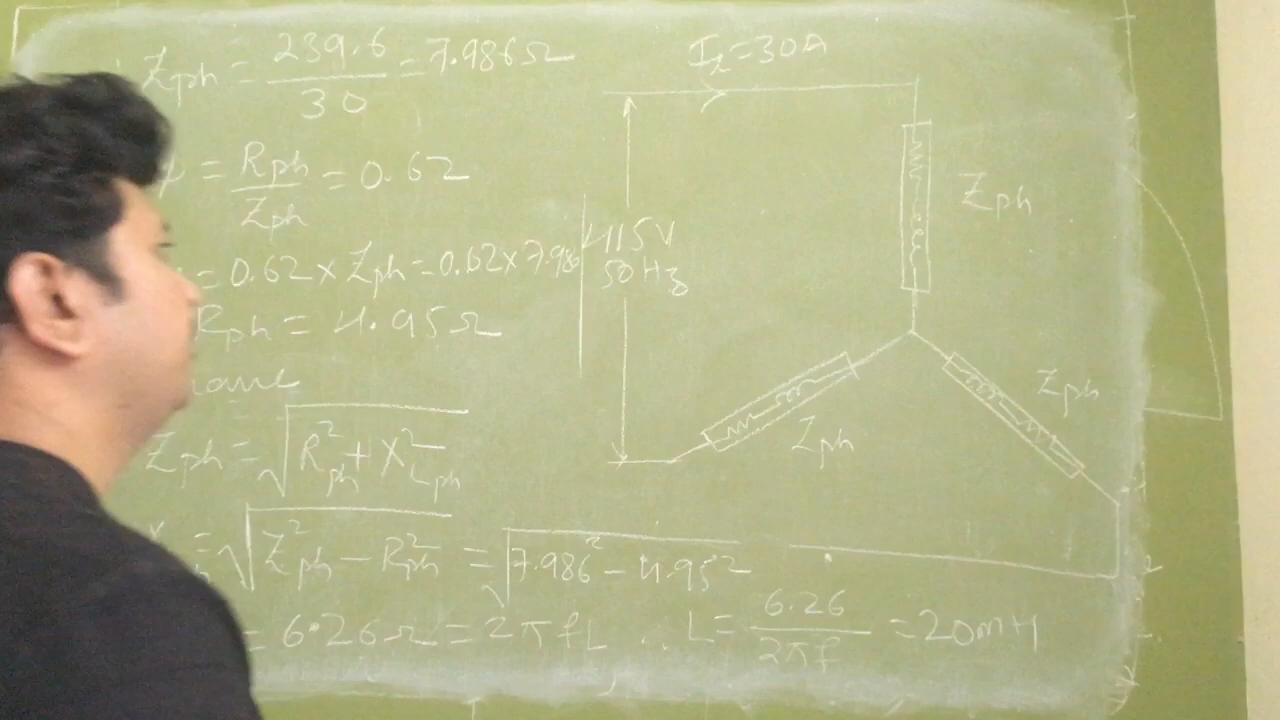 Zph = 239.6 / 30 = 7.986Ω
= Rph / Zph = 0.62
= 0.62 × Zph = 0.62 × 7.986
Rph = 4.95Ω
Zph = √(R²ph + X²Lph)
= √(Z²ph − R²ph) = √(7.986² − 4.95²)
= 6.26Ω = 2πfL ∴ L = 6.26 / 2πf = 20mH
IL = 30A
415V
50Hz
Zph
Zph
Zph